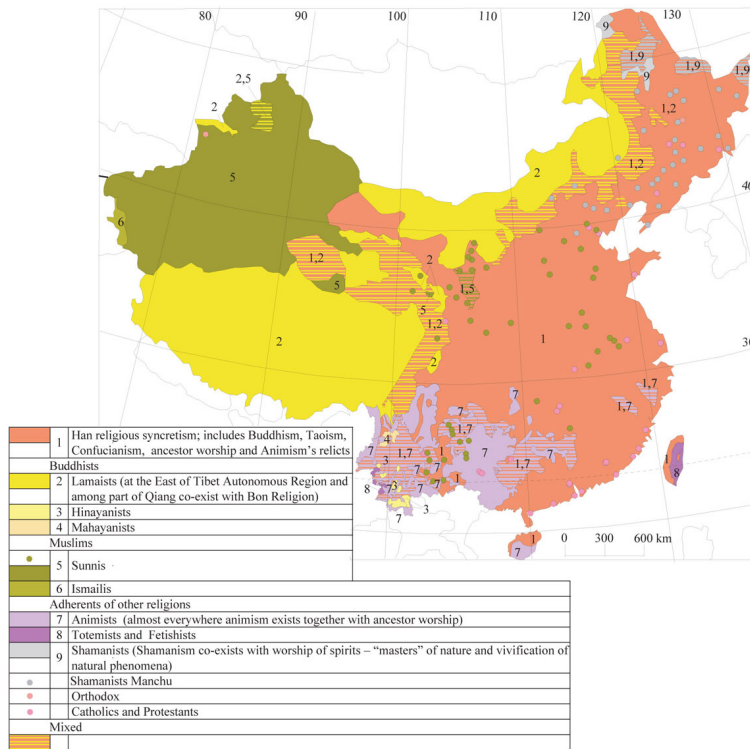 80
90
100
110
120
130
9
1,9
1,9
1,9
9
2,5
2
1,2
2
5
1,2
40
6
2
1,2
5
1,5
5
1,2
2
1
30
2
7
7
1,7
7
1,7
4
7
1,7
1
7
1,7
7
3
7
7
7
1
1
8
8
7
3
7
7
3
7
1
7
0 300 600 km
1 Han religious syncretism; includes Buddhism, Taoism,
Confucianism, ancestor worship and Animism's relicts
Buddhists
2 Lamaists (at the East of Tibet Autonomous Region and
among part of Qiang co-exist with Bon Religion)
3 Hinayanists
4 Mahayanists
Muslims
5 Sunnis
6 Ismailis
Adherents of other religions
7 Animists (almost everywhere animism exists together with ancestor worship)
8 Totemists and Fetishists
9 Shamanists (Shamanism co-exists with worship of spirits – “masters” of nature and vivification of
natural phenomena)
Shamanists Manchu
Orthodox
Catholics and Protestants
Mixed